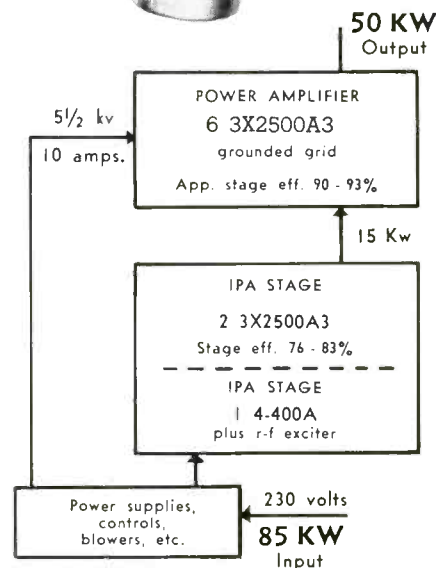 50 KW
Output
POWER AMPLIFIER
6 3X2500A3
grounded grid
App. stage eff. 90 - 93%
5½ kv
10 amps.
15 Kw
IPA STAGE
2 3X2500A3
Stage eff. 76 - 83%
IPA STAGE
1 4-400A
plus r-f exciter
Power supplies,
controls,
blowers, etc.
230 volts
85 KW
Input